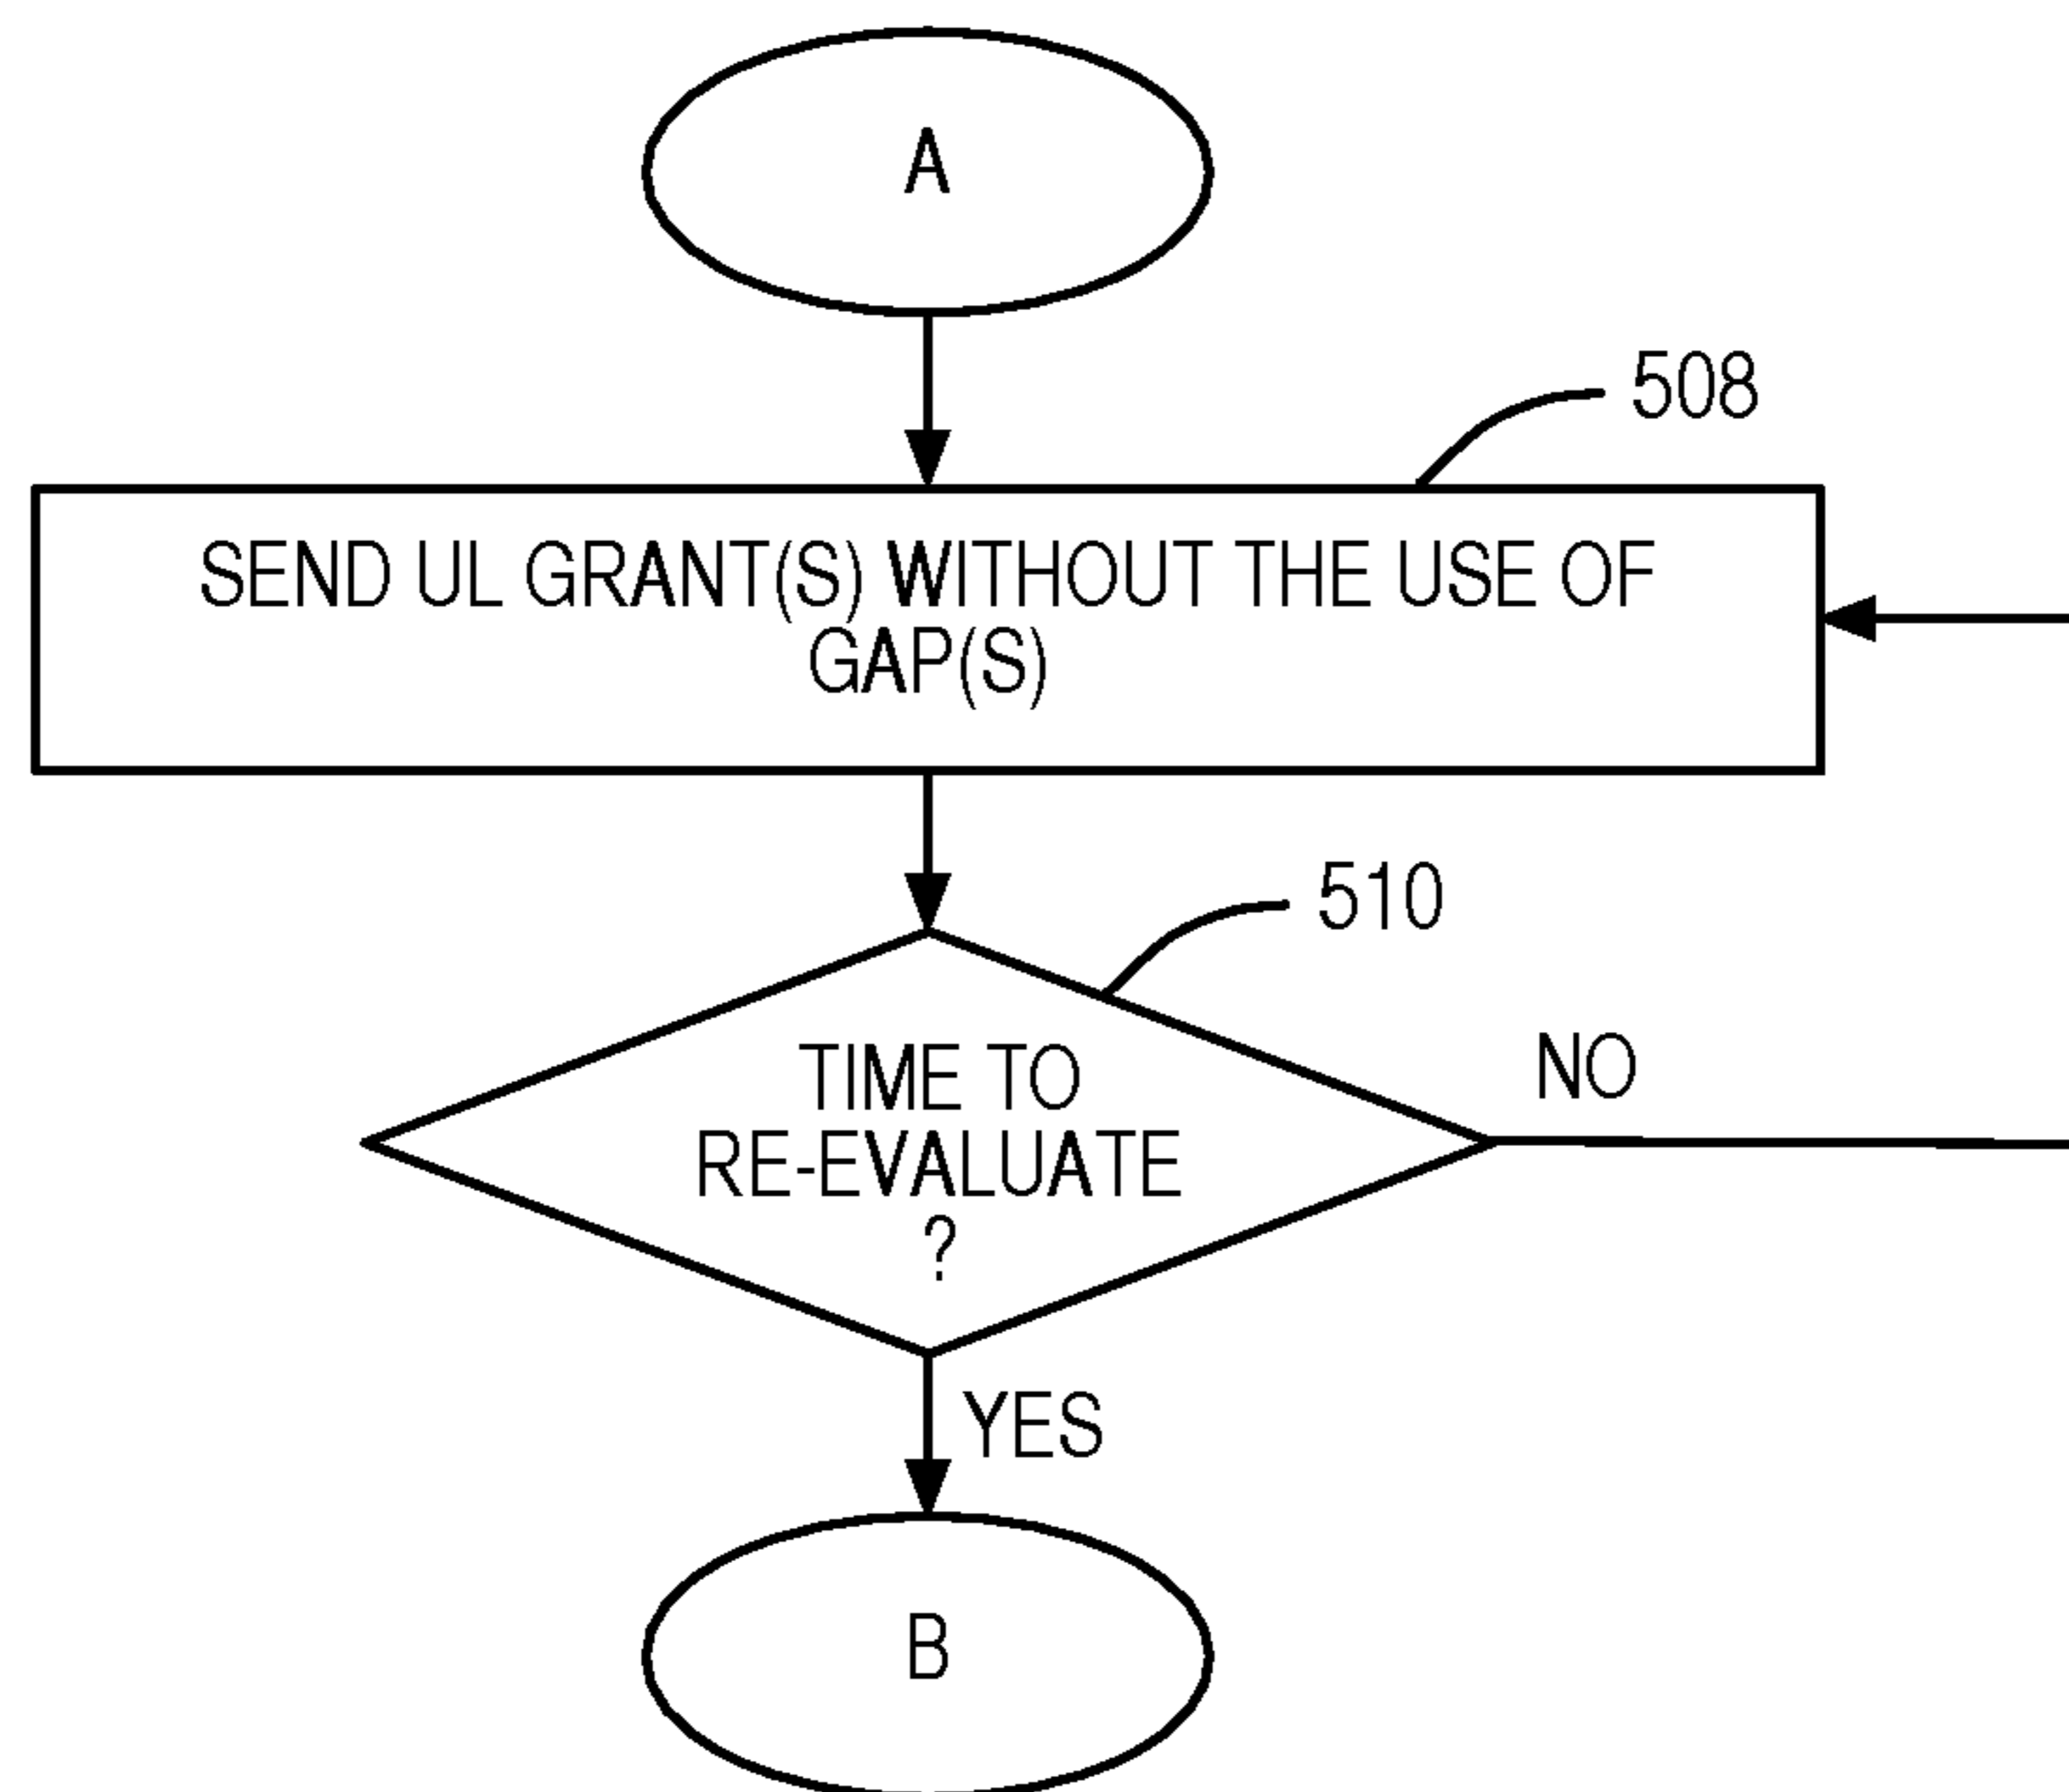 A
508
SEND UL GRANT(S) WITHOUT THE USE OF
GAP(S)
510
TIME TO
RE-EVALUATE
?
NO
YES
B